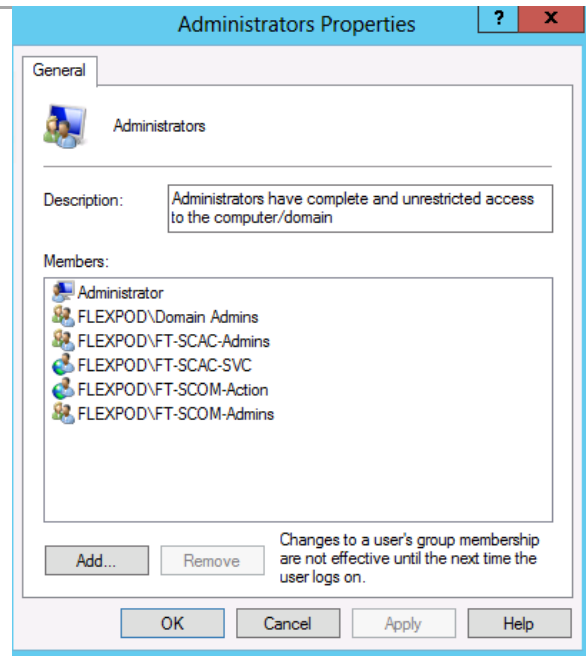 Administrators Properties
?
x
General
Administrators
Description:
Administrators have complete and unrestricted access
to the computer/domain
Members:
Administrator
FLEXPOD\Domain Admins
FLEXPOD\FT-SCAC-Admins
FLEXPOD\FT-SCAC-SVC
FLEXPOD\FT-SCOM-Action
FLEXPOD\FT-SCOM-Admins
Add...
Remove
Changes to a user's group membership
are not effective until the next time the
user logs on.
OK
Cancel
Apply
Help